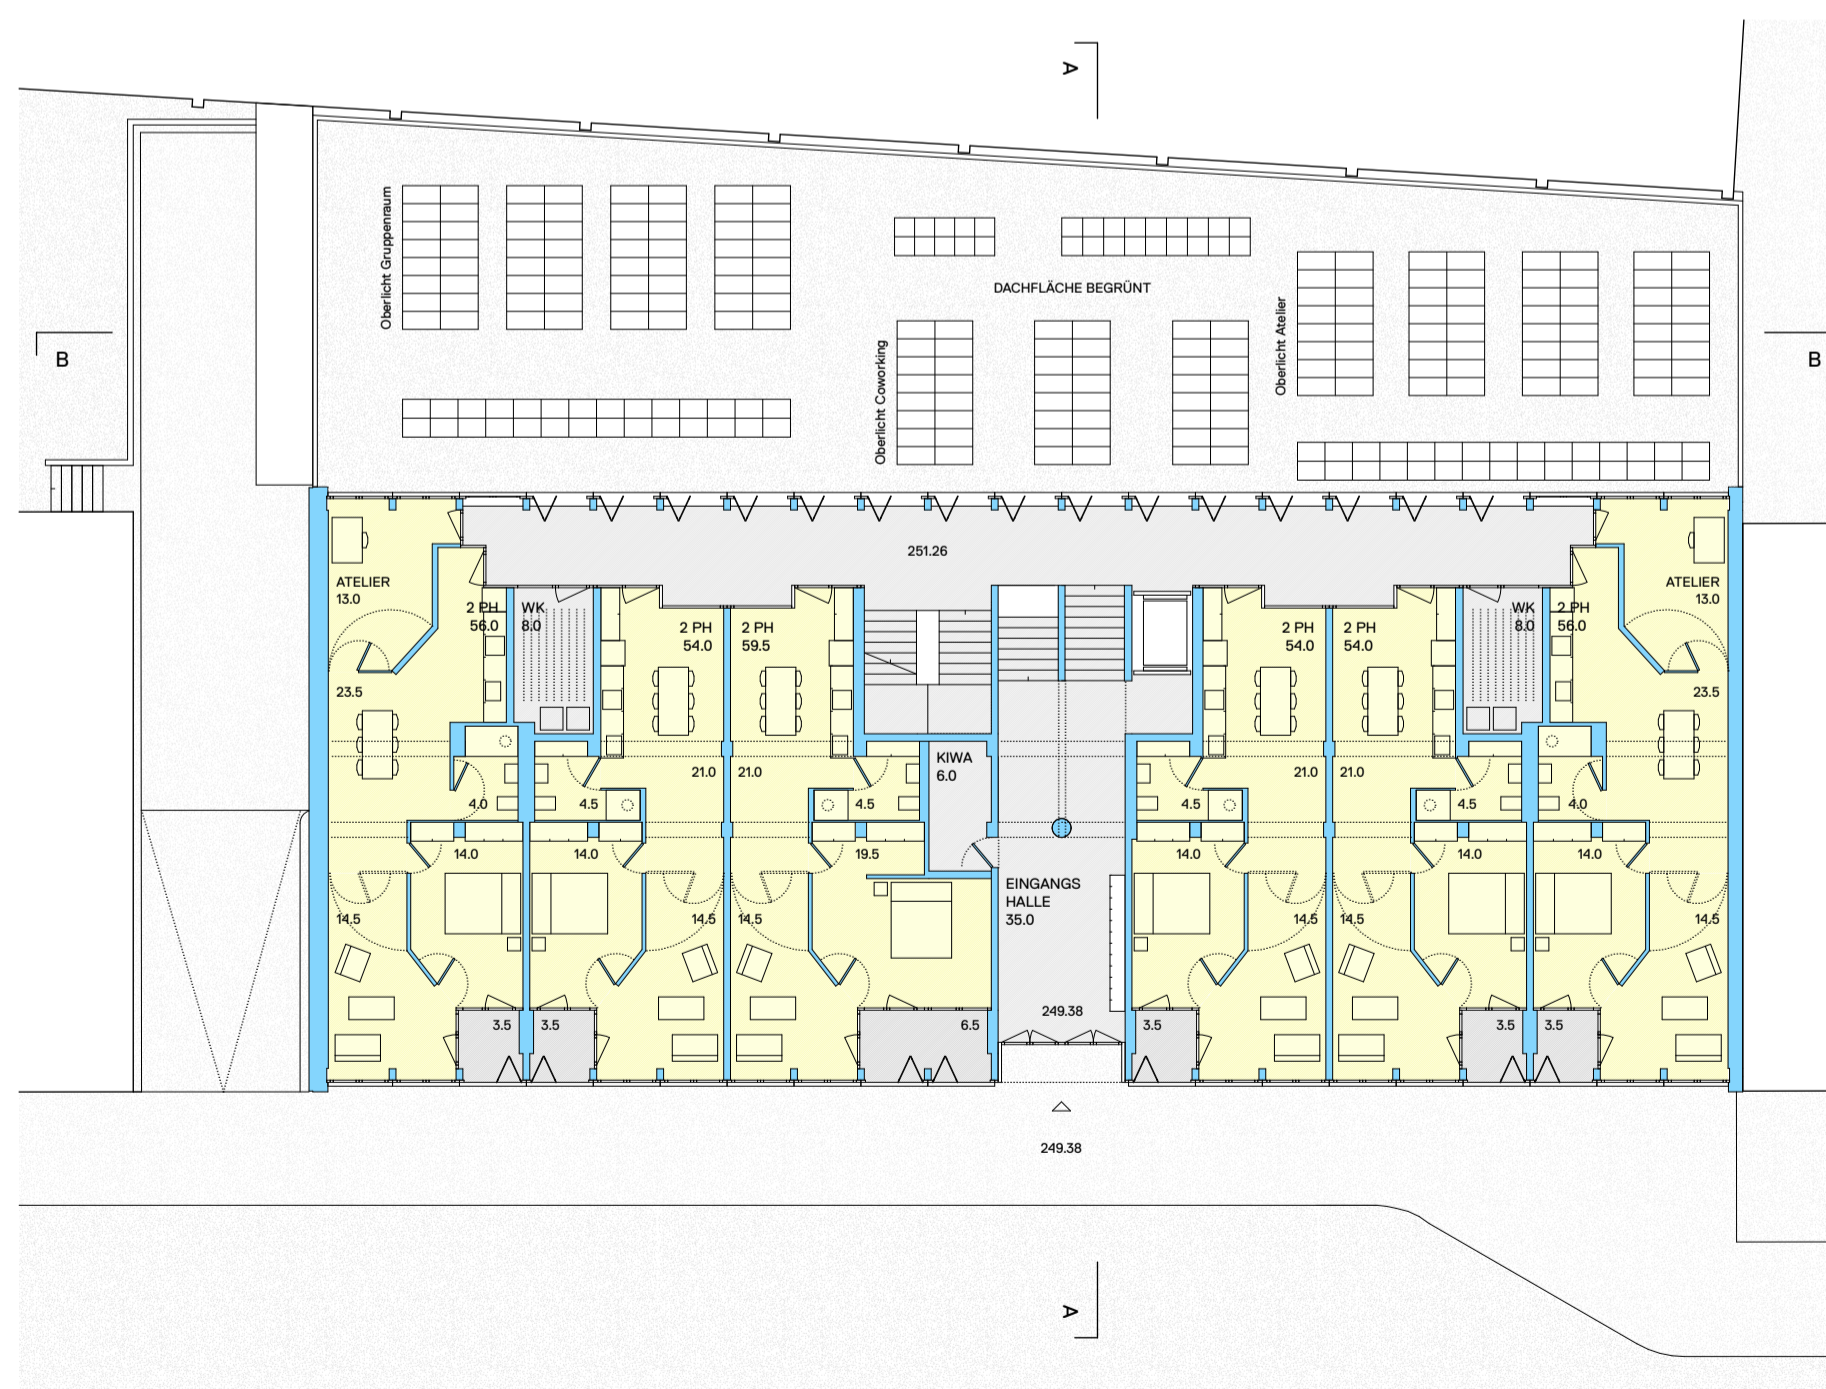 A
Oberlicht Gruppenraum
DACHFLÄCHE BEGRÜNT
Oberlicht Atelier
Oberlicht Coworking
B
B
251.26
ATELIER
13.0
2 PH
56.0
WK
8.0
2 PH
54.0
2 PH
59.5
2 PH
54.0
2 PH
54.0
WK
8.0
2 PH
56.0
ATELIER
13.0
23.5
23.5
KIWA
6.0
21.0
21.0
21.0
21.0
4.0
4.5
4.5
4.5
4.5
4.0
14.0
14.0
19.5
14.0
14.0
14.0
EINGANGS
HALLE
35.0
14.5
14.5
14.5
14.5
14.5
14.5
249.38
3.5
3.5
6.5
3.5
3.5
3.5
249.38
A